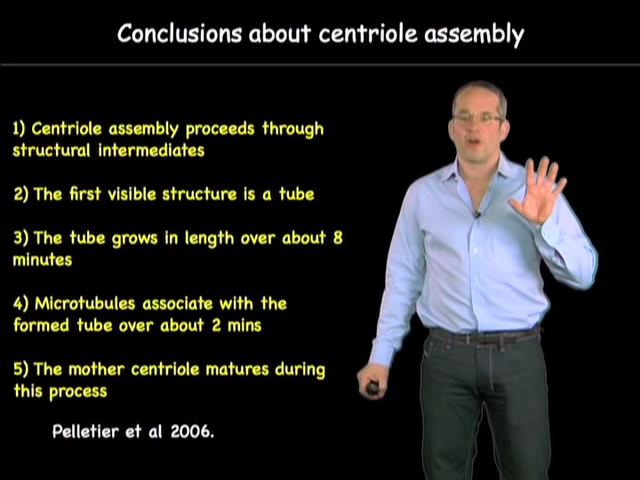 Conclusions about centriole assembly
1) Centriole assembly proceeds through
structural intermediates
2) The first visible structure is a tube
3) The tube grows in length over about 8
minutes
4) Microtubules associate with the
formed tube over about 2 mins
5) The mother centriole matures during
this process
Pelletier et al 2006.